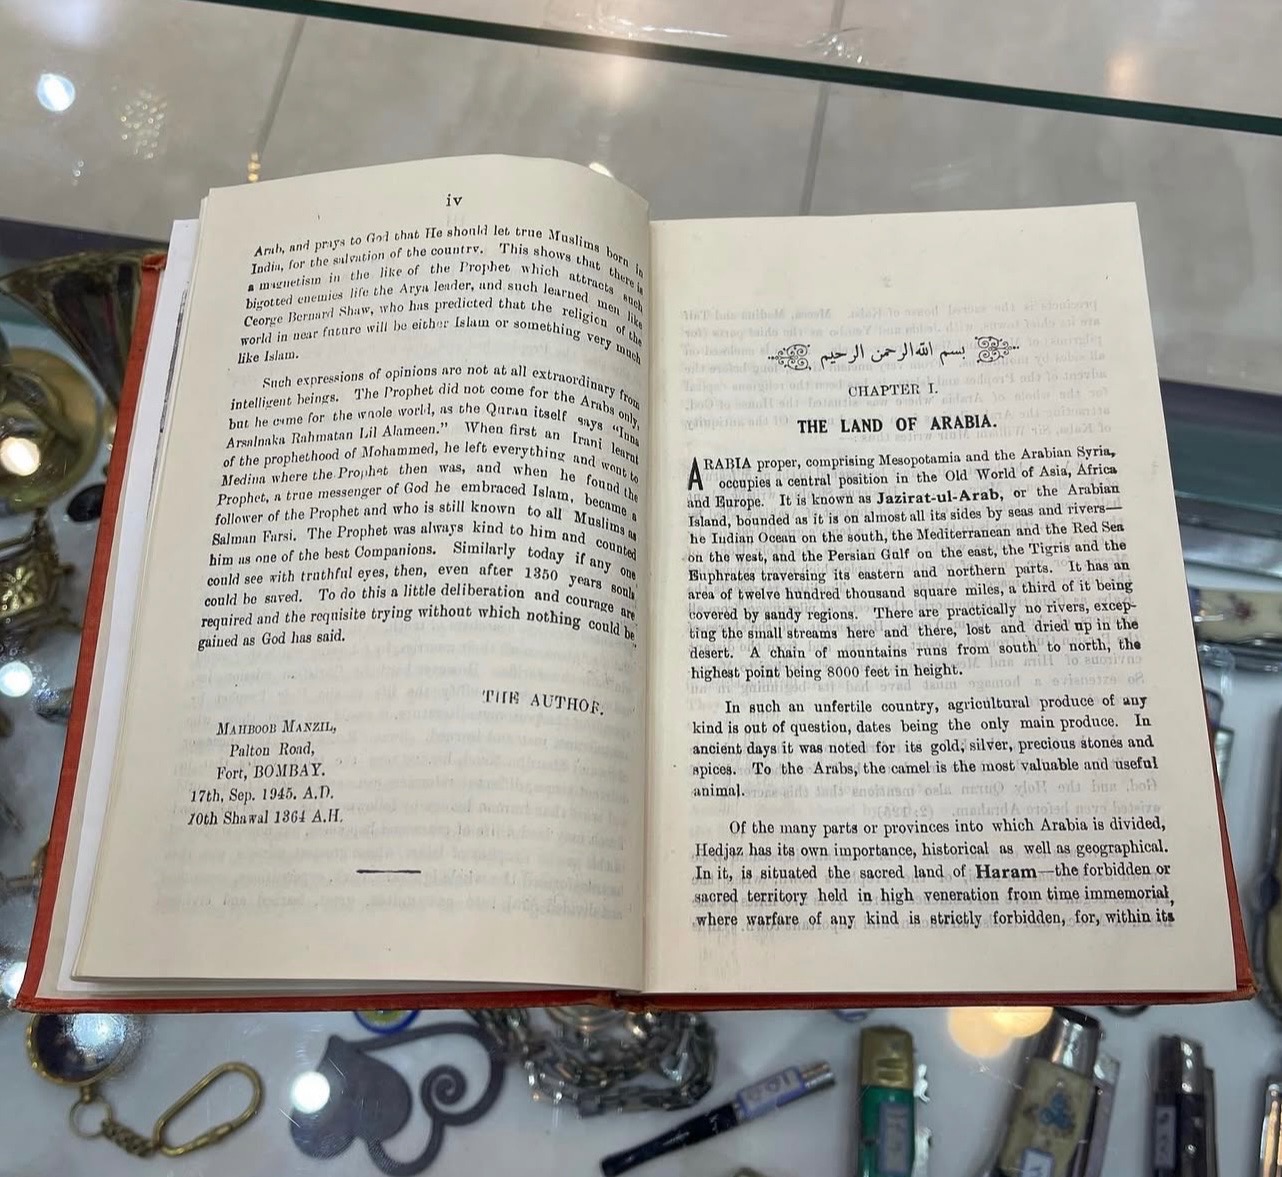 iv
Arab, and prays to God that He should let true Muslims born in
India, for the salvation of the country. This shows that there is
a magnetism in the like of the Prophet which attracts such
bigotted enemies life the Arya leader, and such learned men like
Ceorge Bernard Shaw, who has predicted that the religion of the
world in near future will be either Islam or something very much
like Islam.
Such expressions of opinions are not at all extraordinary from
intelligent beings. The Prophet did not come for the Arabs only,
but he came for the whole world, as the Quran itself says "Inna
Arsalnaka Rahmatan Lil Alameen." When first an Irani learnt
of the prophethood of Mohammed, he left everything and went to
Medina where the Prophet then was, and when he found the
Prophet, a true messenger of God he embraced Islam, became a
follower of the Prophet and who is still known to all Muslims as
Salman Farsi. The Prophet was always kind to him and counted
him as one of the best Companions. Similarly today if any one
could see with truthful eyes, then, even after 1350 years souls
could be saved. To do this a little deliberation and courage are
required and the requisite trying without which nothing could be
gained as God has said.
THE AUTHOR.
MAHBOOB MANZIL,
Palton Road,
Fort, BOMBAY.
17th, Sep. 1945. A.D.
10th Shawal 1364 A.H.
بسم الله الرحمن الرحيم
CHAPTER I.
THE LAND OF ARABIA.
ARABIA proper, comprising Mesopotamia and the Arabian Syria,
occupies a central position in the Old World of Asia, Africa
and Europe. It is known as Jazirat-ul-Arab, or the Arabian
Island, bounded as it is on almost all its sides by seas and rivers—
he Indian Ocean on the south, the Mediterranean and the Red Sea
on the west, and the Persian Gulf on the east, the Tigris and the
Euphrates traversing its eastern and northern parts. It has an
area of twelve hundred thousand square miles, a third of it being
covered by sandy regions. There are practically no rivers, excep-
ting the small streams here and there, lost and dried up in the
desert. A chain of mountains runs from south to north, the
highest point being 8000 feet in height.
In such an unfertile country, agricultural produce of any
kind is out of question, dates being the only main produce. In
ancient days it was noted for its gold, silver, precious stones and
spices. To the Arabs, the camel is the most valuable and useful
animal.
Of the many parts or provinces into which Arabia is divided,
Hedjaz has its own importance, historical as well as geographical.
In it, is situated the sacred land of Haram—the forbidden or
sacred territory held in high veneration from time immemorial,
where warfare of any kind is strictly forbidden, for, within its